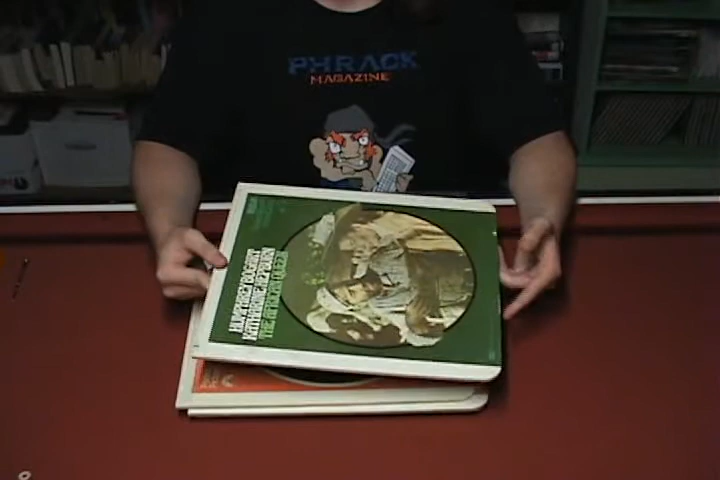 PHRACK
MAGAZINE
HUMPHREY BOGART
KATHARINE HEPBURN
THE AFRICAN QUEEN